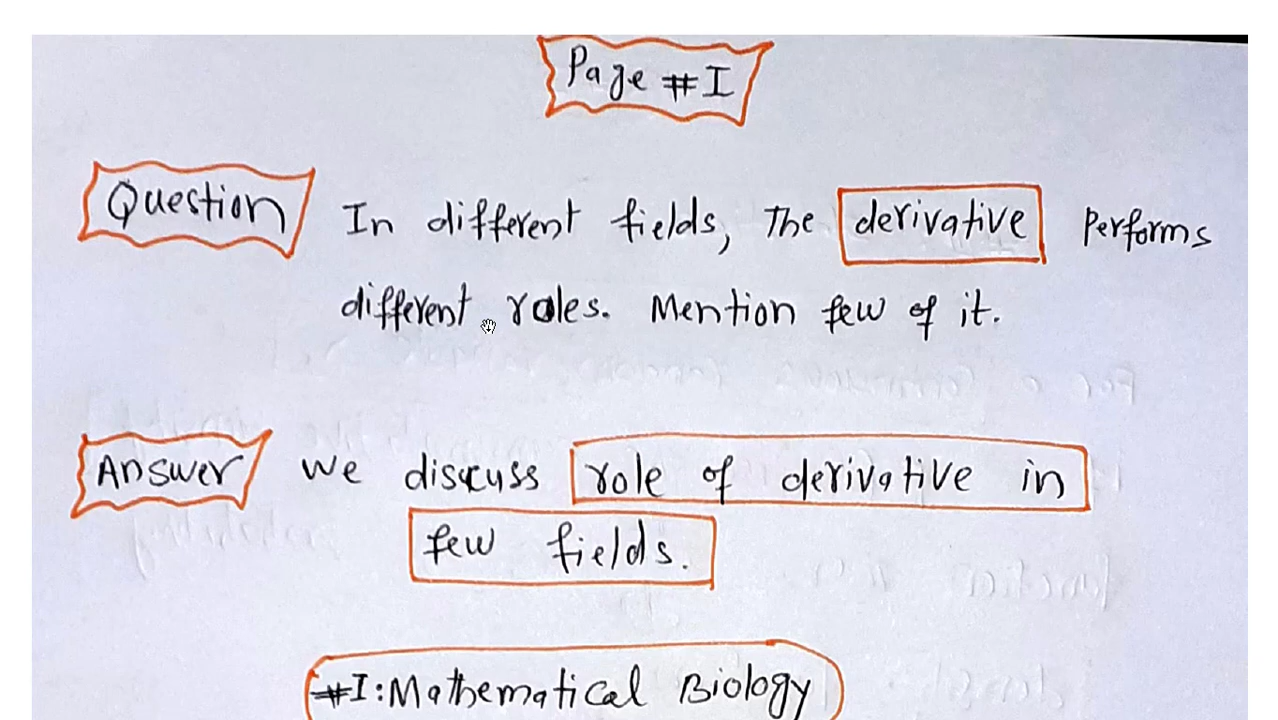 Page #I
Question In different fields, The derivative Performs
different roles. Mention few of it.
Answer We discuss role of derivative in
few fields.
#I: Mathematical Biology